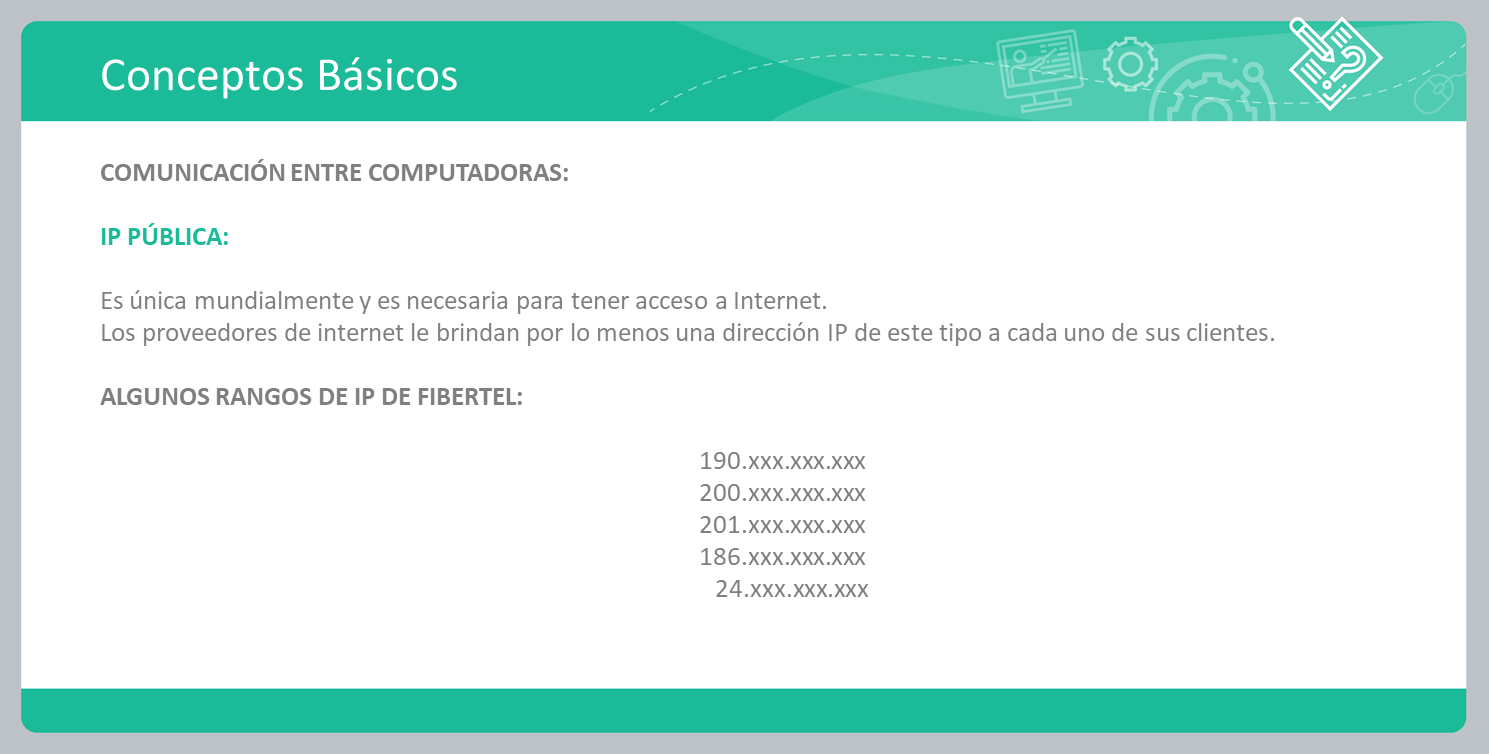 Conceptos Básicos
COMUNICACIÓN ENTRE COMPUTADORAS:
IP PÚBLICA:
Es única mundialmente y es necesaria para tener acceso a Internet.
Los proveedores de internet le brindan por lo menos una dirección IP de este tipo a cada uno de sus clientes.
ALGUNOS RANGOS DE IP DE FIBERTEL:
190.xxx.xxx.xxx
200.xxx.xxx.xxx
201.xxx.xxx.xxx
186.xxx.xxx.xxx
24.xxx.xxx.xxx